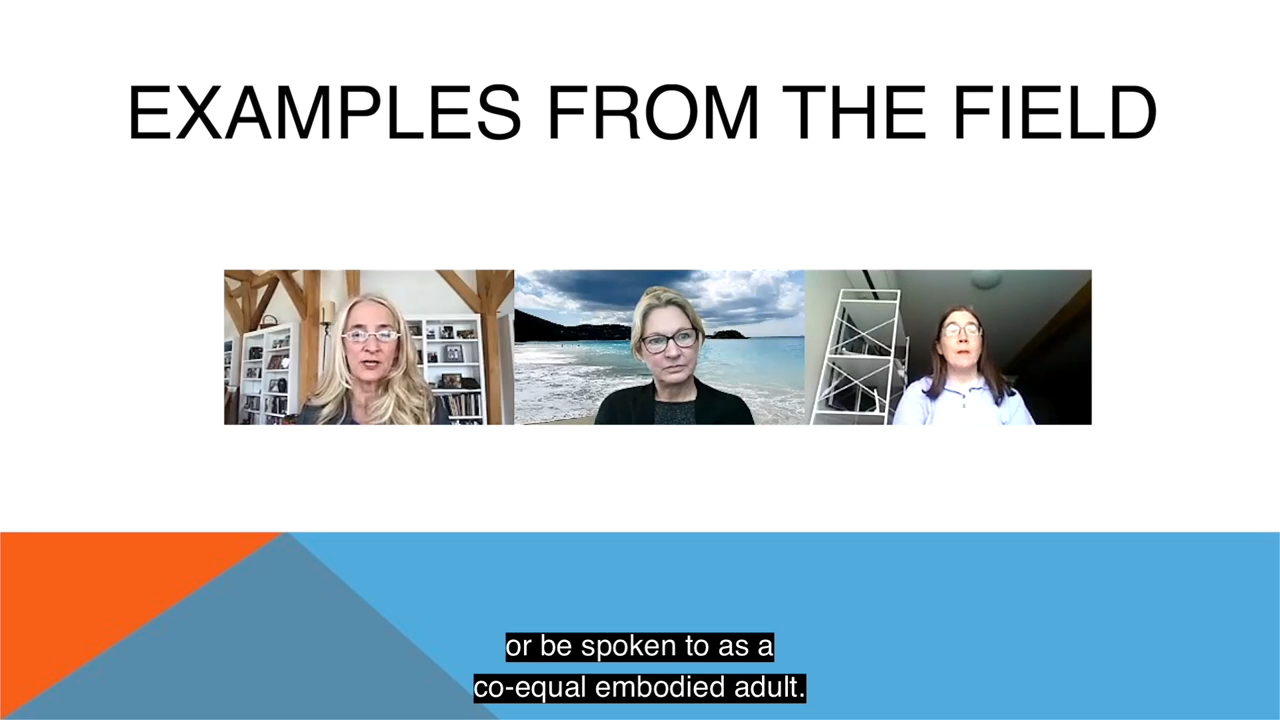 EXAMPLES FROM THE FIELD
or be spoken to as a
co-equal embodied adult.